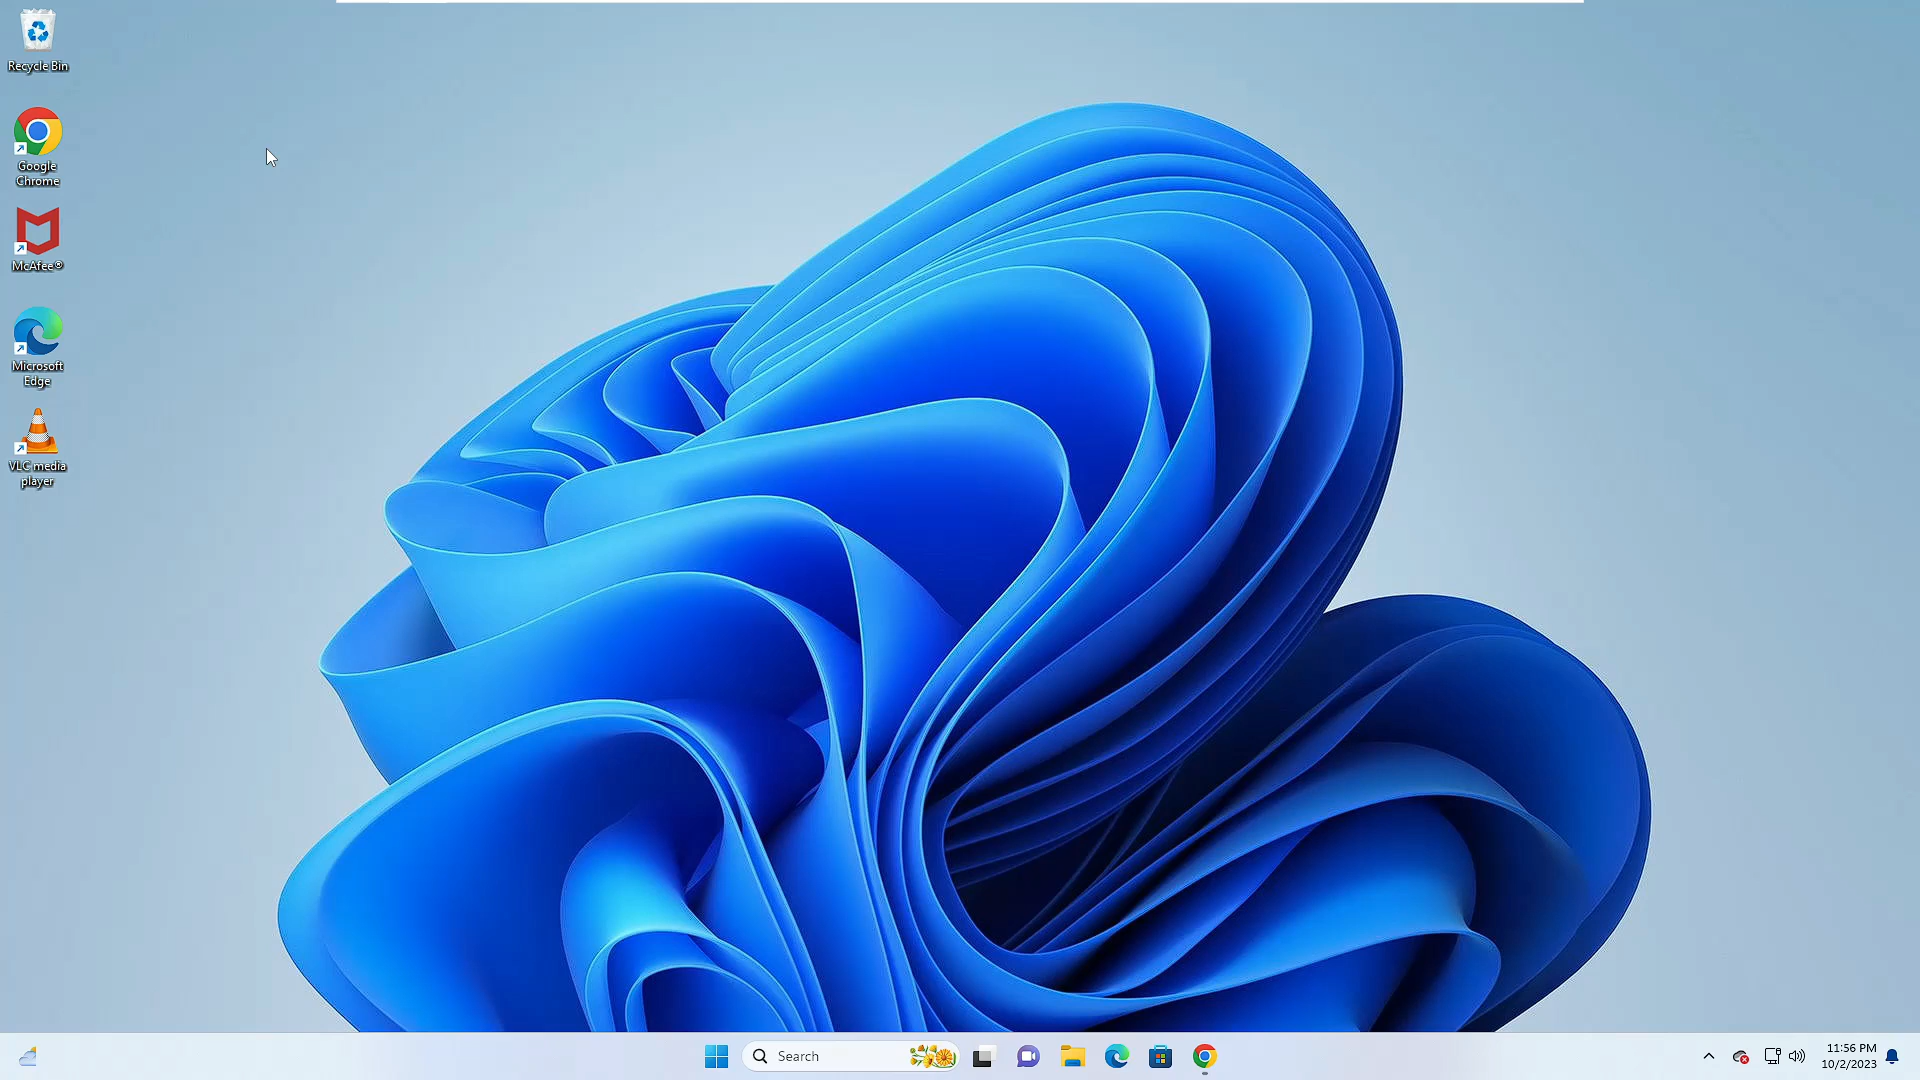 Recycle Bin
Google
Chrome
McAfee®
Microsoft
Edge
VLC media
player
Search
11:56 PM
10/2/2023